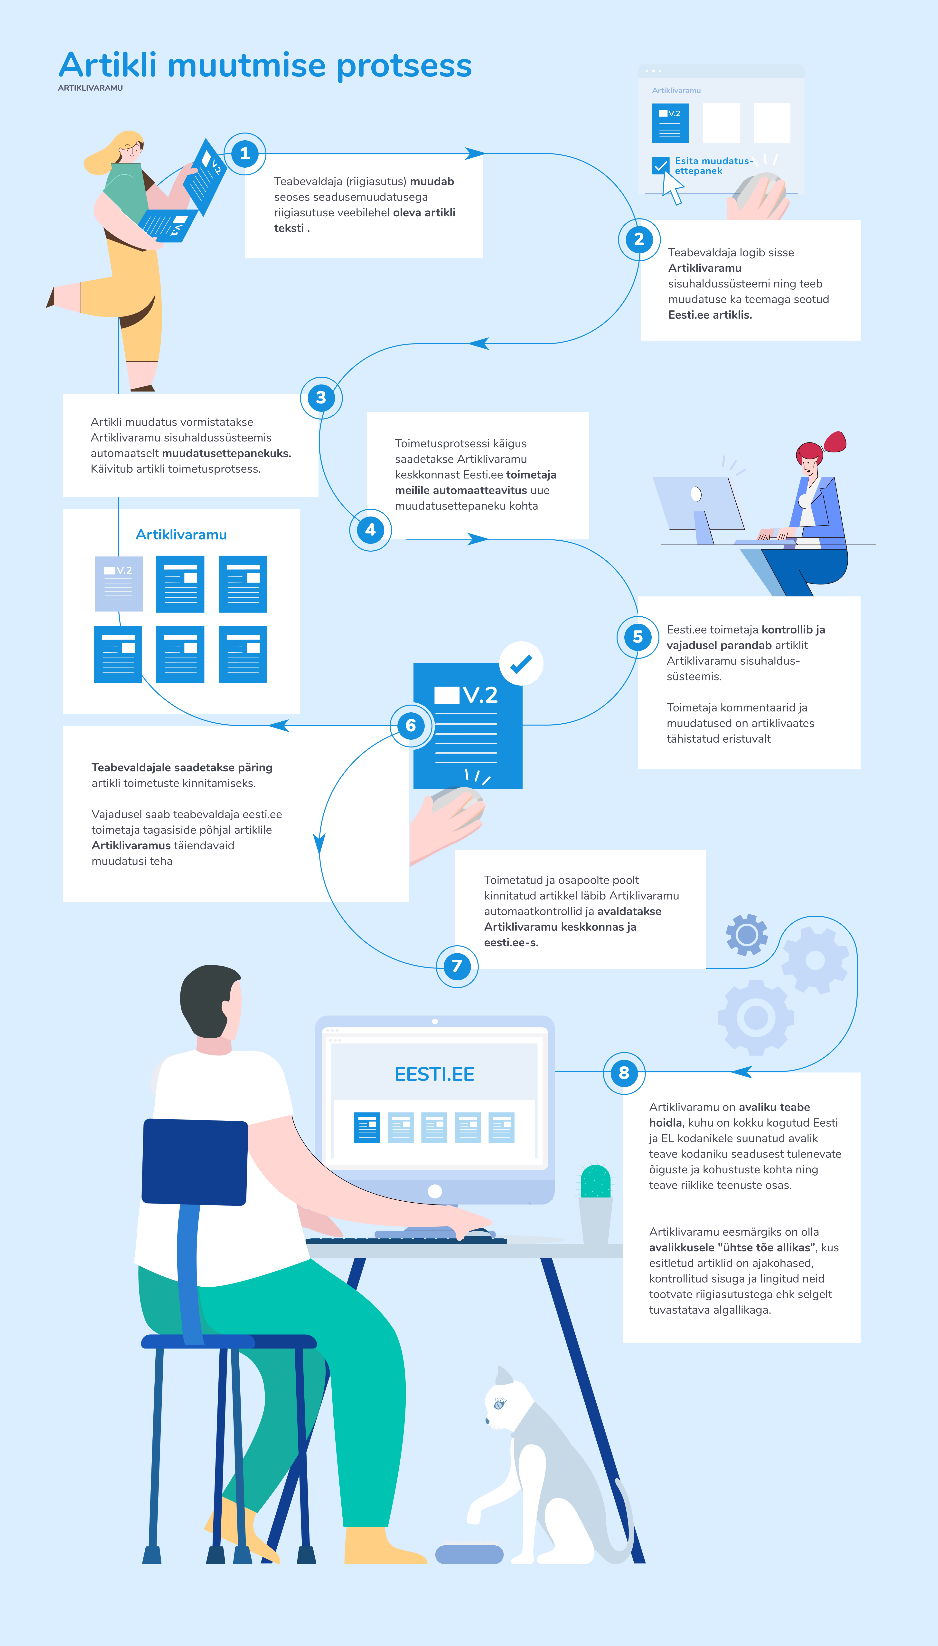 Artikli muutmise protsess
ARTIKLIVARAMU
Artiklivaramu
V.2
Esita muudatus-
ettepanek
V.2
V.2
1
Teabevaldaja (riigiasutus) muudab
seoses seadusemuudatusega
riigiasutuse veebilehel oleva artikli
teksti .
2
Teabevaldaja logib sisse
Artiklivaramu
sisuhaldussüsteemi ning teeb
muudatuse ka teemaga seotud
Eesti.ee artiklis.
3
Artikli muudatus vormistatakse
Artiklivaramu sisuhaldussüsteemis
automaatselt muudatusettepanekuks.
Käivitub artikli toimetusprotsess.
Toimetusprotsessi käigus
saadetakse Artiklivaramu
keskkonnast Eesti.ee toimetaja
meilile automaatteavitus uue
muudatusettepaneku kohta
4
Artiklivaramu
V.2
5
Eesti.ee toimetaja kontrollib ja
vajadusel parandab artiklit
Artiklivaramu sisuhaldus-
süsteemis.
Toimetaja kommentaarid ja
muudatused on artiklivaates
tähistatud eristuvalt
V.2
6
Teabevaldajale saadetakse päring
artikli toimetuste kinnitamiseks.
Vajadusel saab teabevaldaja eesti.ee
toimetaja tagasiside põhjal artiklile
Artiklivaramus täiendavaid
muudatusi teha
Toimetatud ja osapoolte poolt
kinnitatud artikkel läbib Artiklivaramu
automaatkontrollid ja avaldatakse
Artiklivaramu keskkonnas ja
eesti.ee-s.
7
EESTI.EE
8
Artiklivaramu on avaliku teabe
hoidla, kuhu on kokku kogutud Eesti
ja EL kodanikele suunatud avalik
teave kodaniku seadusest tulenevate
õiguste ja kohustuste kohta ning
teave riiklike teenuste osas.
Artiklivaramu eesmärgiks on olla
avalikkusele "ühtse tõe allikas", kus
esitletud artiklid on ajakohased,
kontrollitud sisuga ja lingitud neid
tootvate riigiasutustega ehk selgelt
tuvastatava algallikaga.